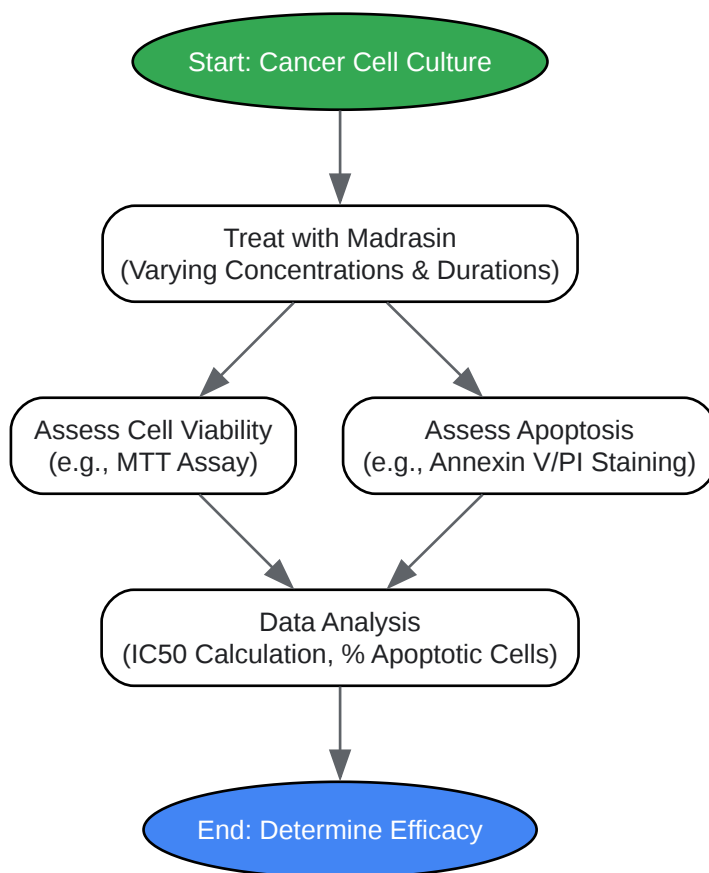 Start: Cancer Cell Culture
Treat with Madrasin
(Varying Concentrations & Durations)
Assess Cell Viability
(e.g., MTT Assay)
Assess Apoptosis
(e.g., Annexin V/PI Staining)
Data Analysis
(IC50 Calculation, % Apoptotic Cells)
End: Determine Efficacy